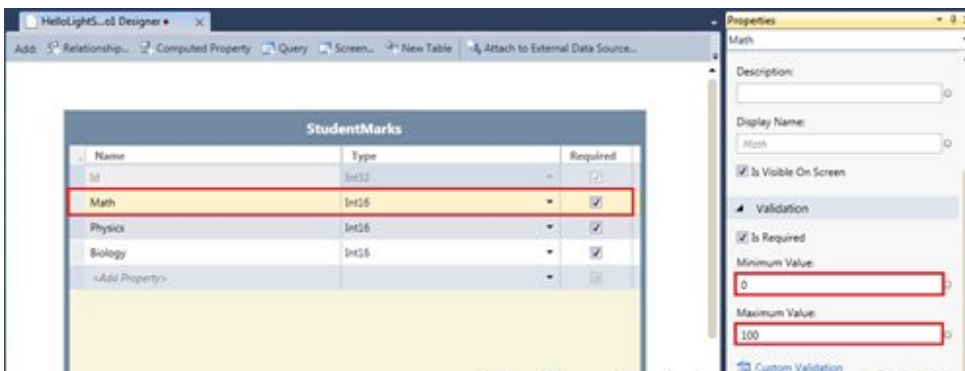 HelloLightS...o1 Designer
Add: Relationship... Computed Property Query Screen... New Table Attach to External Data Source...
StudentMarks
Name Type Required
Id Int32
Math Int16
Physics Int16
Biology Int16
<Add Property>
Properties
Math
Description:
Display Name:
Math
Is Visible On Screen
Validation
Is Required
Minimum Value:
0
Maximum Value:
100
Custom Validation